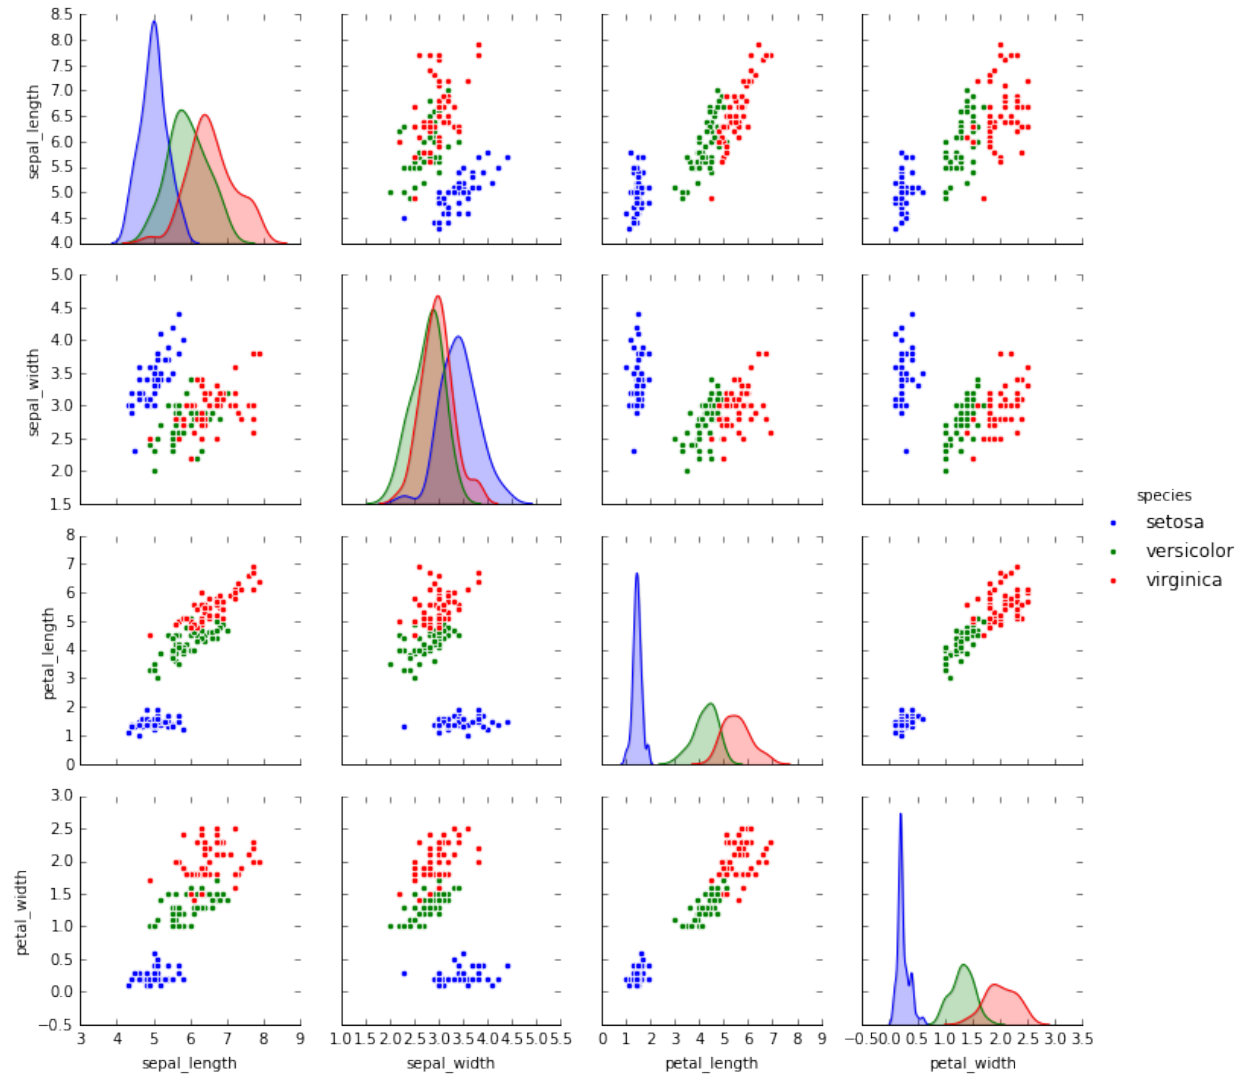 8.5
8.0
7.5
7.0
6.5
6.0
5.5
5.0
4.5
4.0
sepal_length
5.0
4.5
4.0
3.5
3.0
2.5
2.0
1.5
sepal_width
8
7
6
5
4
3
2
1
0
petal_length
3.0
2.5
2.0
1.5
1.0
0.5
0.0
−0.5
petal_width
3 4 5 6 7 8 9
sepal_length
1.0 1.5 2.0 2.5 3.0 3.5 4.0 4.5 5.0 5.5
sepal_width
0 1 2 3 4 5 6 7 8 9
petal_length
−0.5 0.0 0.5 1.0 1.5 2.0 2.5 3.0 3.5
petal_width
species
setosa
versicolor
virginica